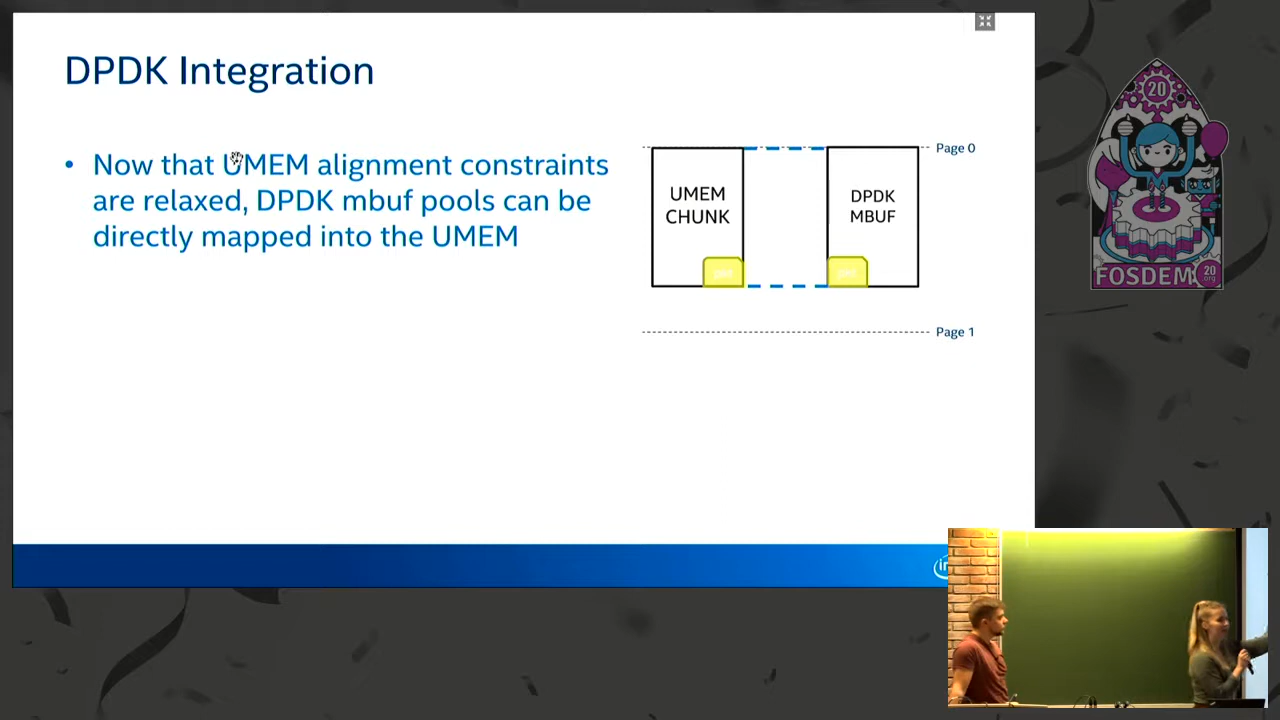 DPDK Integration
• Now that UMEM alignment constraints
are relaxed, DPDK mbuf pools can be
directly mapped into the UMEM
UMEM
CHUNK
DPDK
MBUF
Page 0
Page 1
20
FOSDEM
20
.org